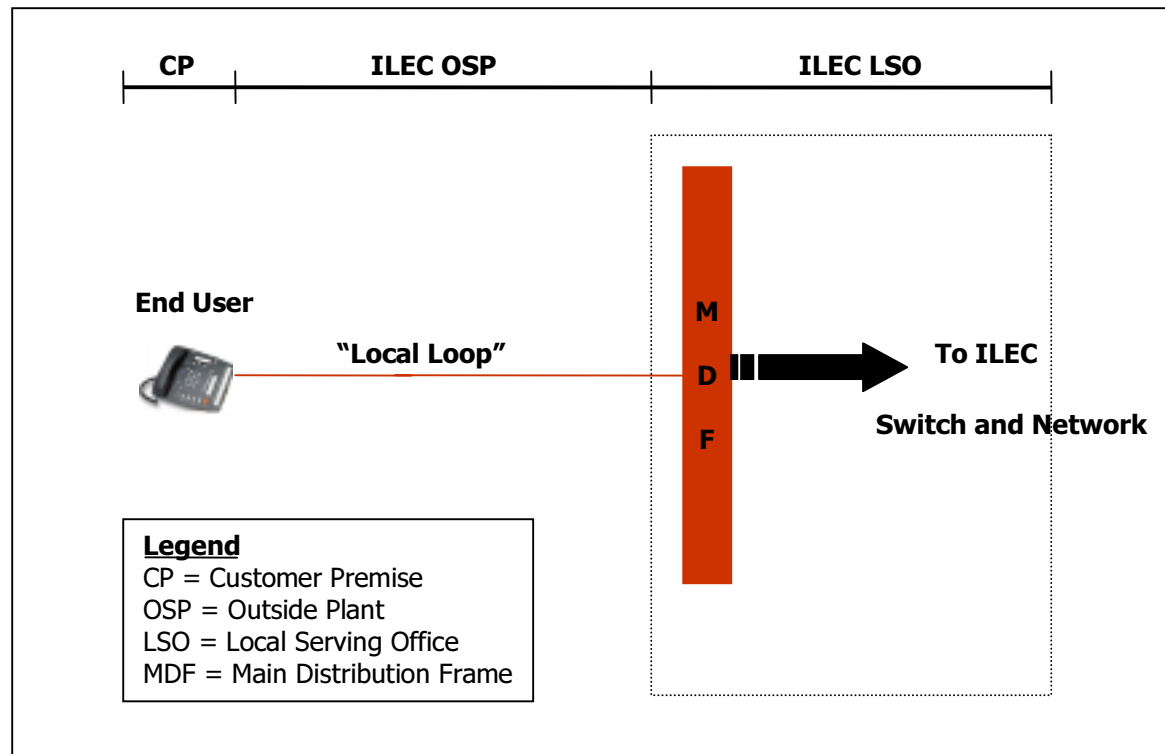 CP
ILEC OSP
ILEC LSO
End User
“Local Loop”
M
D
F
To ILEC
Switch and Network
Legend
CP = Customer Premise
OSP = Outside Plant
LSO = Local Serving Office
MDF = Main Distribution Frame